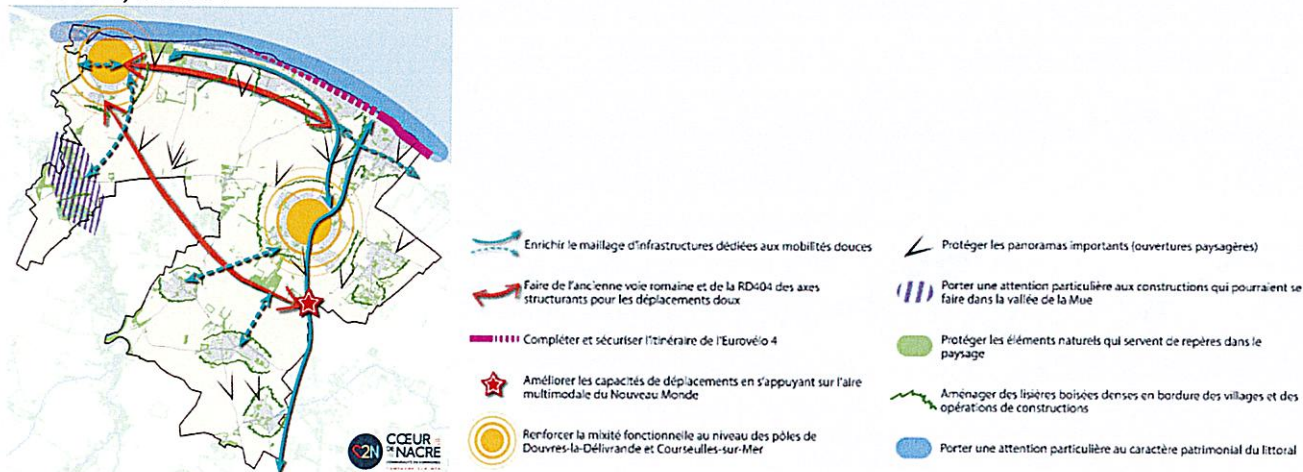 C2N
CŒUR
DE NACRE
Enrichir le maillage d'infrastructures dédiées aux mobilités douces
Faire de l'ancienne voie romaine et de la RD404 des axes
structurants pour les déplacements doux
Compléter et sécuriser l'itinéraire de l'Eurovélo 4
Améliorer les capacités de déplacements en s'appuyant sur l'aire
multimodale du Nouveau Monde
Renforcer la mixité fonctionnelle au niveau des pôles de
Douvres-la-Délivrande et Courseulles-sur-Mer
Protéger les panoramas importants (ouvertures paysagères)
Porter une attention particulière aux constructions qui pourraient se
faire dans la vallée de la Mue
Protéger les éléments naturels qui servent de repères dans le
paysage
Aménager des lisières boisées denses en bordure des villages et des
opérations de constructions
Porter une attention particulière au caractère patrimonial du littoral